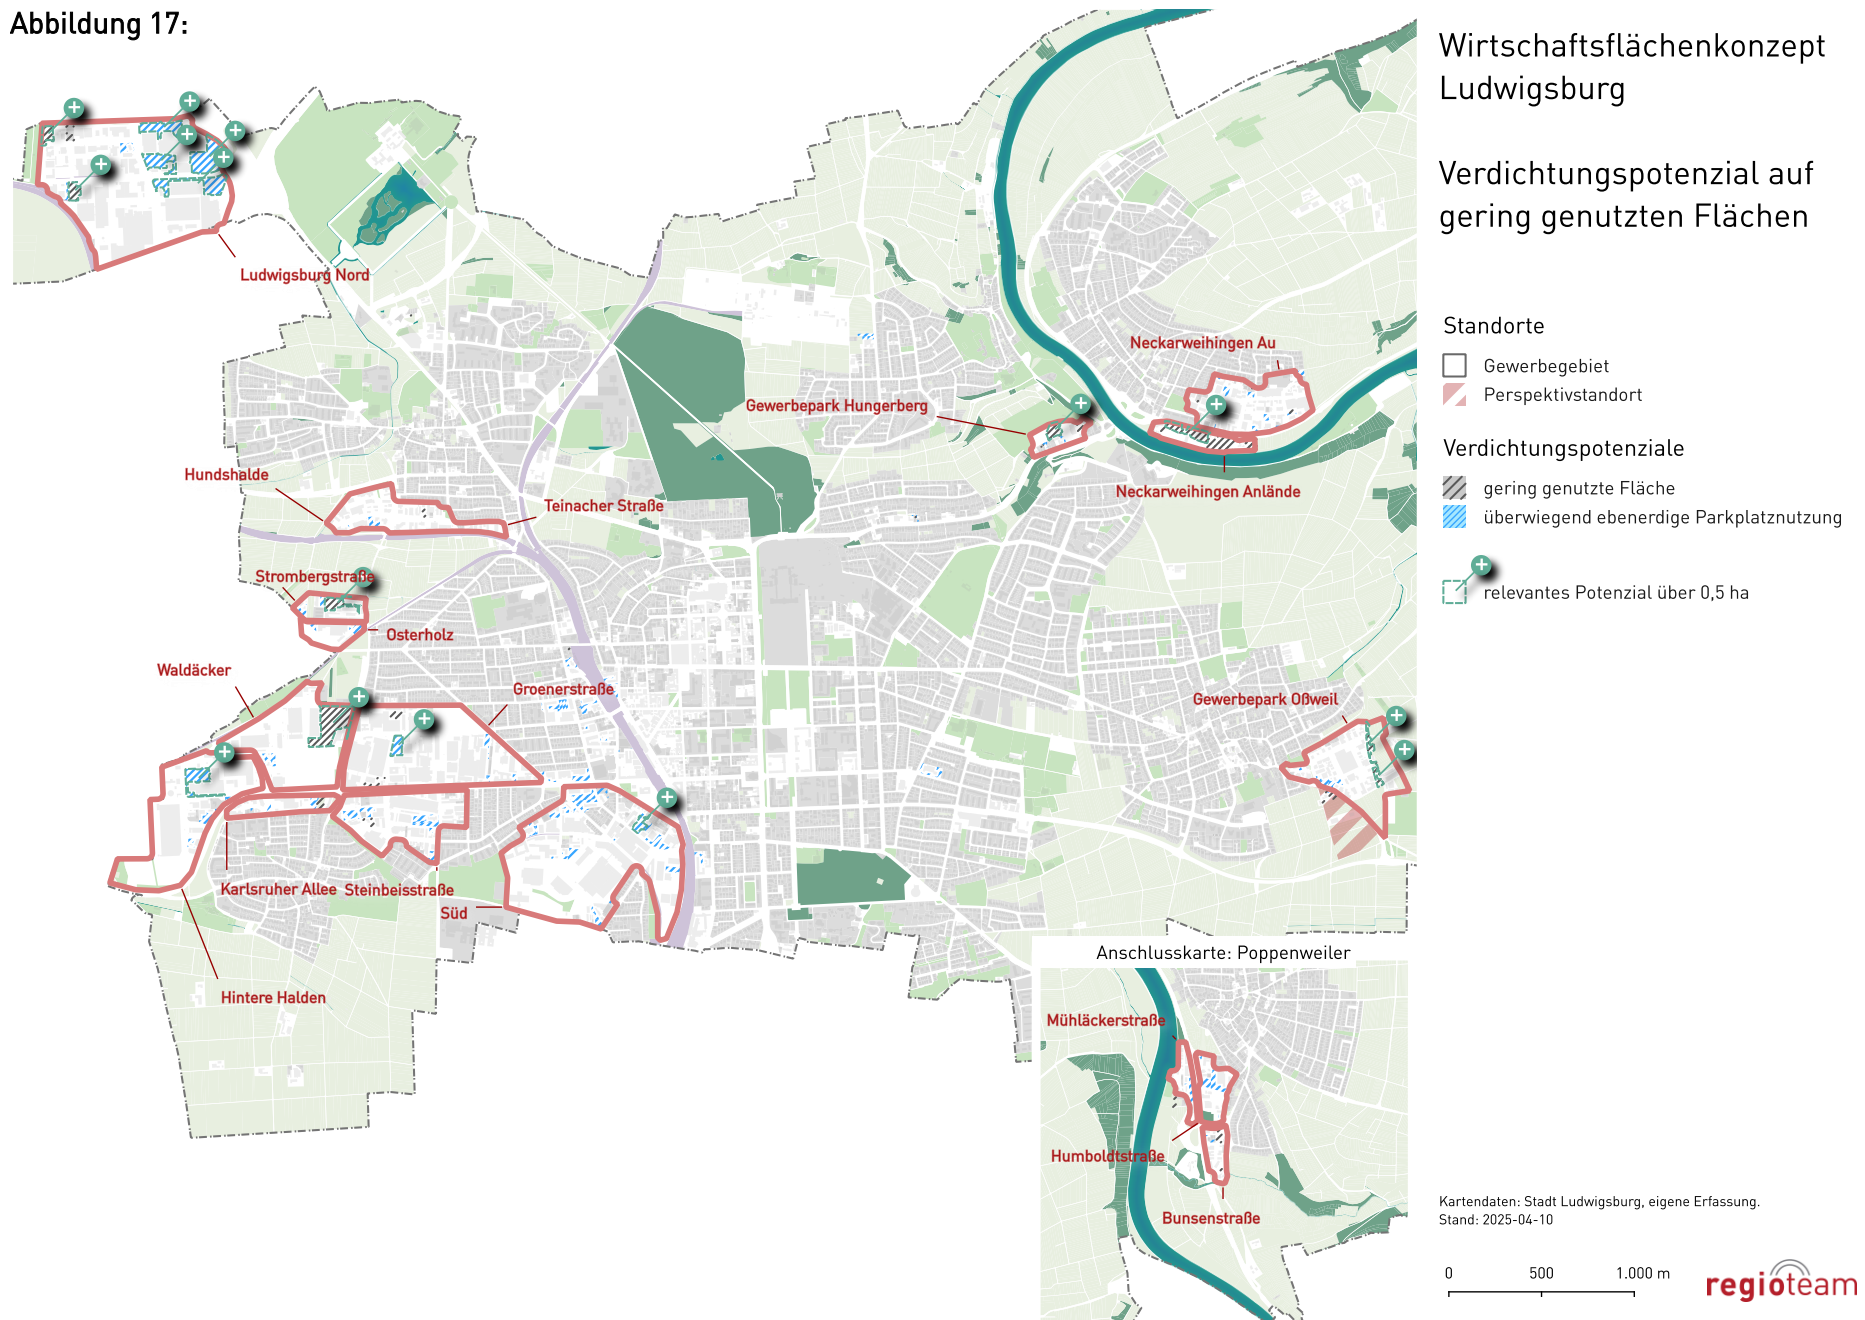 Abbildung 17:
Wirtschaftsflächenkonzept
Ludwigsburg
Verdichtungspotenzial auf
gering genutzten Flächen
Standorte
Gewerbegebiet
Perspektivstandort
Verdichtungspotenziale
gering genutzte Fläche
überwiegend ebenerdige Parkplatznutzung
relevantes Potenzial über 0,5 ha
Ludwigsburg Nord
Neckarweihingen Au
Gewerbepark Hungerberg
Hundshalde
Neckarweihingen Anlände
Teinacher Straße
Strombergstraße
Osterholz
Waldäcker
Groenerstraße
Gewerbepark Oßweil
Karlsruher Allee
Steinbeisstraße
Süd
Hintere Halden
Anschlusskarte: Poppenweiler
Mühläckerstraße
Humboldtstraße
Bunsenstraße
Kartendaten: Stadt Ludwigsburg, eigene Erfassung.
Stand: 2025-04-10
0 500 1.000 m
regioteam